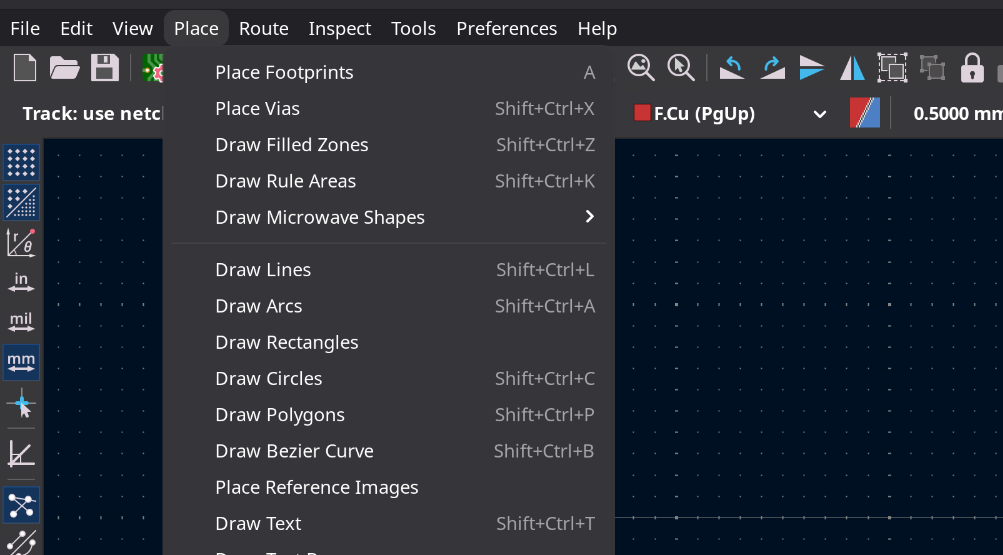 File Edit View Place Route Inspect Tools Preferences Help
Track: use netc
F.Cu (PgUp)
0.5000 mm
Place Footprints A
Place Vias Shift+Ctrl+X
Draw Filled Zones Shift+Ctrl+Z
Draw Rule Areas Shift+Ctrl+K
Draw Microwave Shapes
Draw Lines Shift+Ctrl+L
Draw Arcs Shift+Ctrl+A
Draw Rectangles
Draw Circles Shift+Ctrl+C
Draw Polygons Shift+Ctrl+P
Draw Bezier Curve Shift+Ctrl+B
Place Reference Images
Draw Text Shift+Ctrl+T
r
θ
in
mil
mm